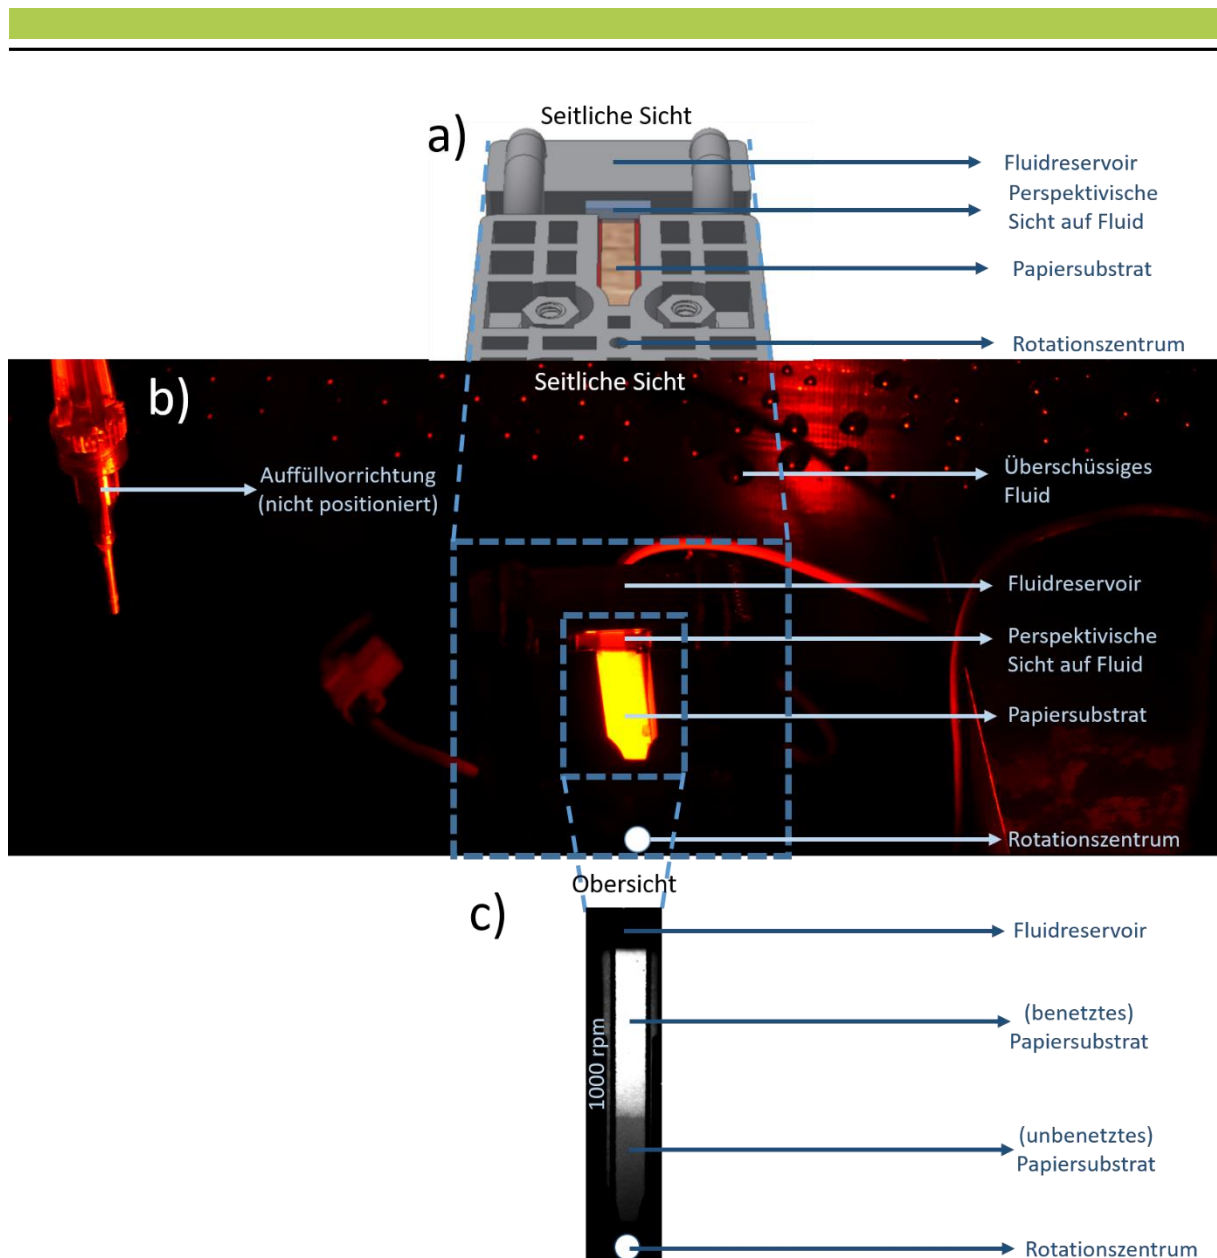 Seitliche Sicht
a)
Fluidreservoir
Perspektivische
Sicht auf Fluid
Papiersubstrat
Rotationszentrum
Seitliche Sicht
b)
Auffüllvorrichtung
(nicht positioniert)
Überschüssiges
Fluid
Fluidreservoir
Perspektivische
Sicht auf Fluid
Papiersubstrat
Rotationszentrum
Obersicht
c)
Fluidreservoir
1000 rpm
(benetztes)
Papiersubstrat
(unbenetztes)
Papiersubstrat
Rotationszentrum